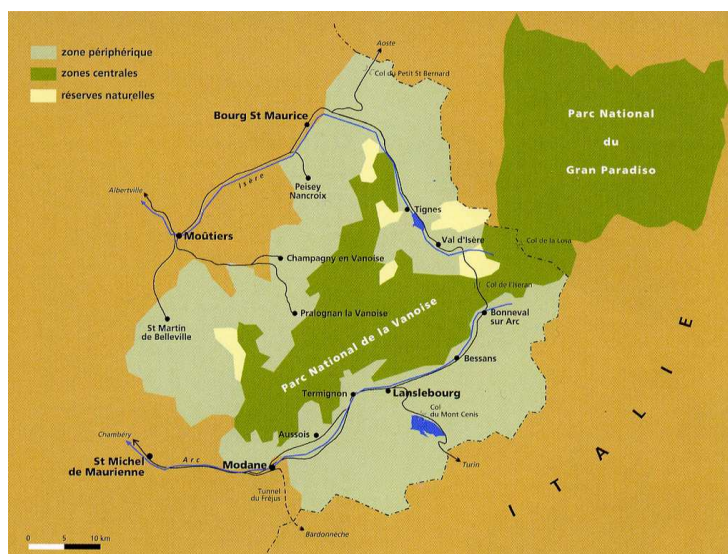 zone périphérique
zones centrales
réserves naturelles
Aoste
Col du Petit St Bernard
Bourg St Maurice
Parc National
du
Gran Paradiso
Isère
Albertville
Peisey
Nancroix
Tignes
Moûtiers
Val d'Isère
Col de la Losa
Champagny en Vanoise
Col de l'Iseran
Pralognan la Vanoise
Bonneval
sur Arc
St Martin
de Belleville
Parc National de la Vanoise
Bessans
Termignon
Lanslebourg
Col
du Mont Cenis
Chambéry
Aussois
St Michel
de Maurienne
Arc
Modane
Turin
Tunnel
du Fréjus
Bardonnèche
ITALIE
0 5 10 km